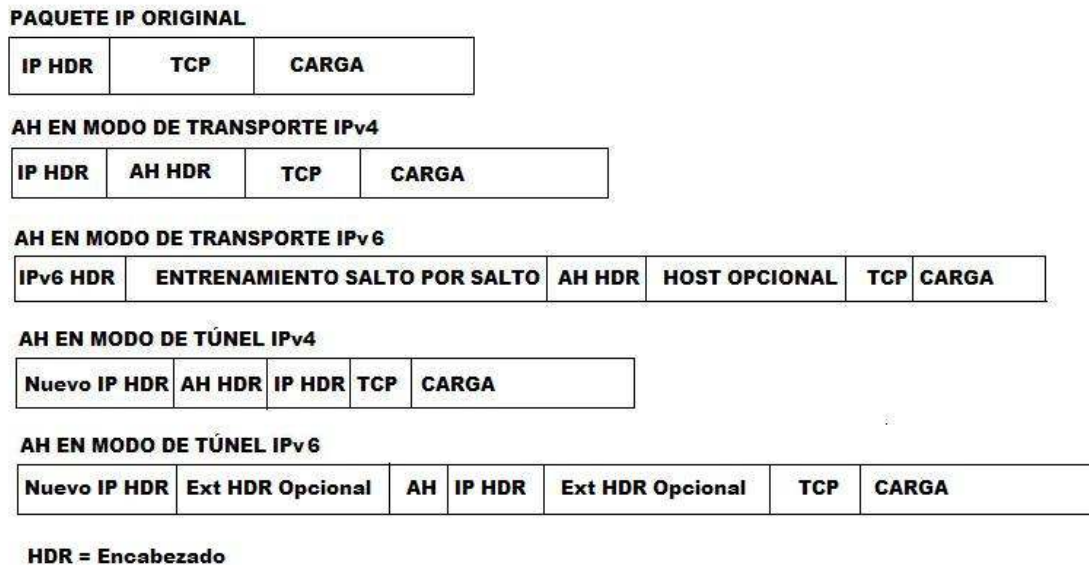 PAQUETE IP ORIGINAL
IP HDR TCP CARGA
AH EN MODO DE TRANSPORTE IPv4
IP HDR AH HDR TCP CARGA
AH EN MODO DE TRANSPORTE IPv6
IPv6 HDR ENTRENAMIENTO SALTO POR SALTO AH HDR HOST OPCIONAL TCP CARGA
AH EN MODO DE TÚNEL IPv4
Nuevo IP HDR AH HDR IP HDR TCP CARGA
AH EN MODO DE TÚNEL IPv6
Nuevo IP HDR Ext HDR Opcional AH IP HDR Ext HDR Opcional TCP CARGA
HDR = Encabezado